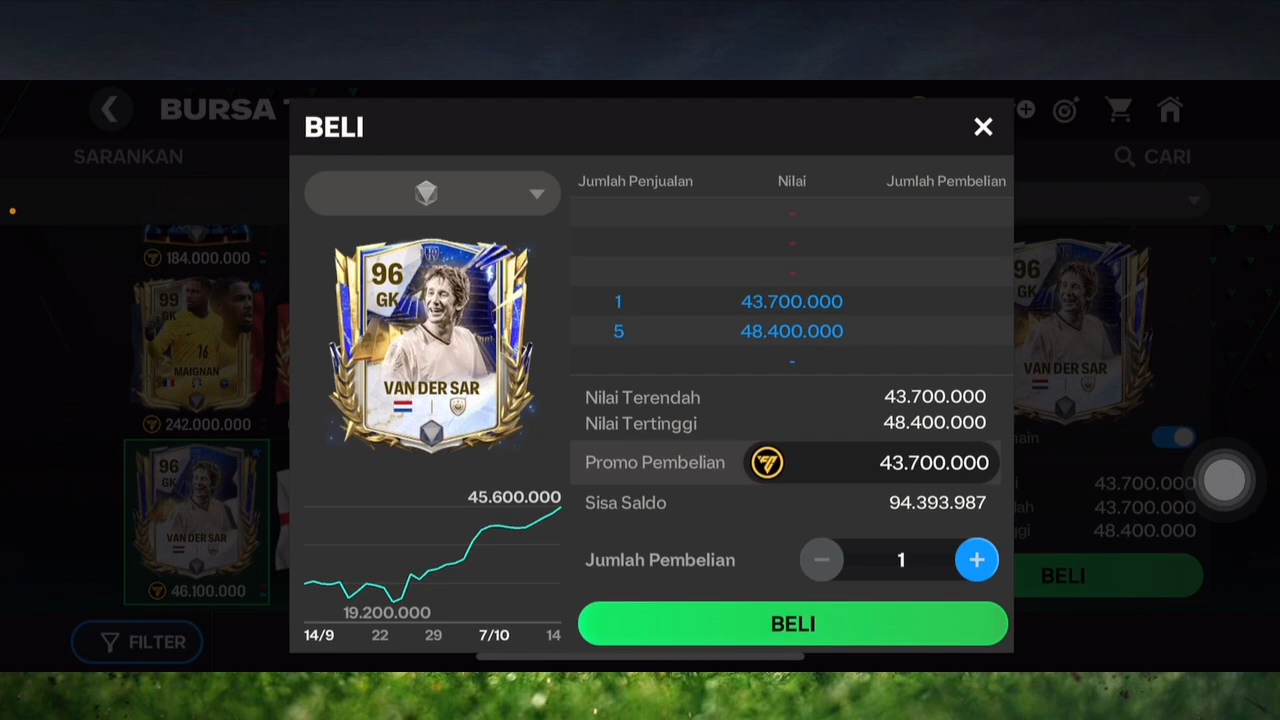 BURSA T
BELI
SARANKAN
CARI
Jumlah Penjualan Nilai Jumlah Pembelian
-
-
-
1 43.700.000
5 48.400.000
-
184.000.000
99
GK
16
MAIGNAN
242.000.000
96
GK
VAN DER SAR
46.100.000
FILTER
96
GK
VAN DER SAR
45.600.000
19.200.000
14/9 22 29 7/10 14
Nilai Terendah 43.700.000
Nilai Tertinggi 48.400.000
Promo Pembelian 43.700.000
Sisa Saldo 94.393.987
Jumlah Pembelian 1
BELI
96
GK
VAN DER SAR
43.700.000
43.700.000
48.400.000
BELI